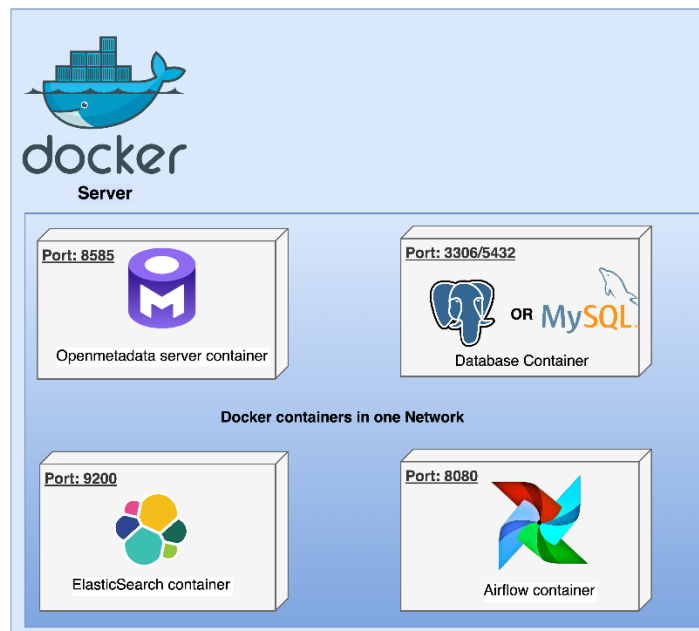 docker
Server
Port: 8585
Openmetadata server container
Port: 3306/5432
OR MySQL
Database Container
Docker containers in one Network
Port: 9200
ElasticSearch container
Port: 8080
Airflow container